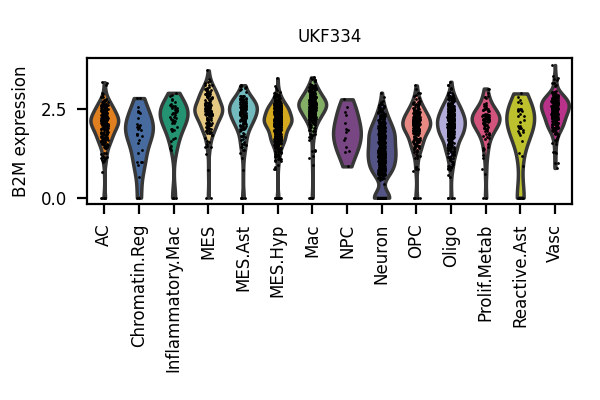 UKF334
B2M expression
2.5
0.0
AC
Chromatin.Reg
Inflammatory.Mac
MES
MES.Ast
MES.Hyp
Mac
NPC
Neuron
OPC
Oligo
Prolif.Metab
Reactive.Ast
Vasc